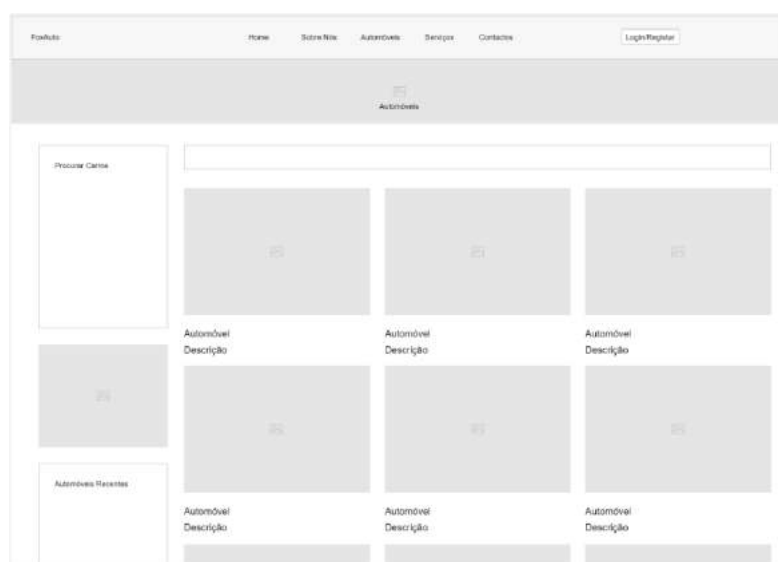 FoxAuto
Home Sobre Nós Automóveis Serviços Contactos
Login/Registar
Automóveis
Procurar Carros
Automóvel Automóvel Automóvel
Descrição Descrição Descrição
Automóveis Recentes
Automóvel Automóvel Automóvel
Descrição Descrição Descrição